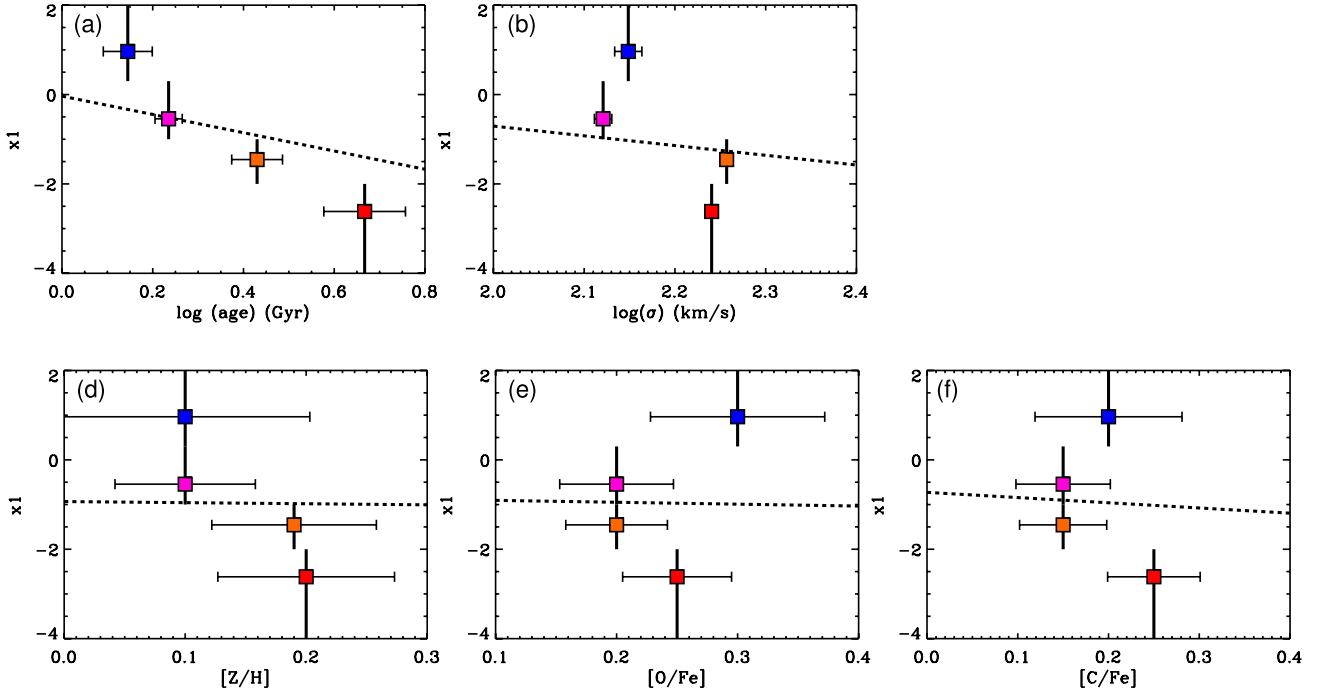 (a)
2
0
−2
−4
x1
0.0 0.2 0.4 0.6 0.8
log (age) (Gyr)
(b)
2
0
−2
−4
x1
2.0 2.1 2.2 2.3 2.4
log(σ) (km/s)
(d)
2
0
−2
−4
x1
0.0 0.1 0.2 0.3
[Z/H]
(e)
2
0
−2
−4
x1
0.1 0.2 0.3 0.4
[O/Fe]
(f)
2
0
−2
−4
x1
0.0 0.1 0.2 0.3 0.4
[C/Fe]